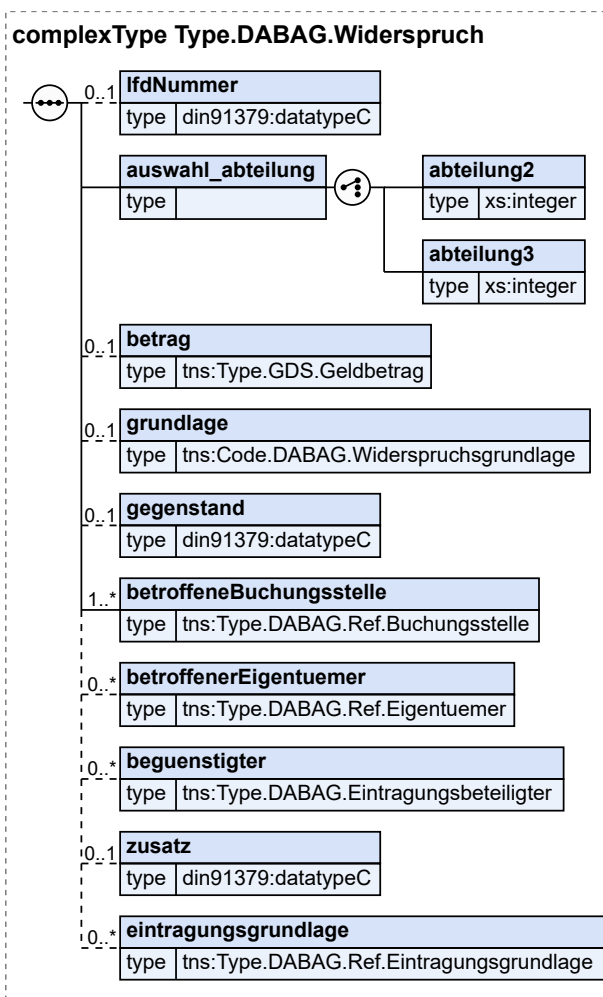 complexType Type.DABAG.Widerspruch
0..1 lfdNummer
type din91379:datatypeC
auswahl_abteilung abteilung2
type type xs:integer
abteilung3
type xs:integer
0..1 betrag
type tns:Type.GDS.Geldbetrag
0..1 grundlage
type tns:Code.DABAG.Widerspruchsgrundlage
0..1 gegenstand
type din91379:datatypeC
1..* betroffeneBuchungsstelle
type tns:Type.DABAG.Ref.Buchungsstelle
0..* betroffenerEigentuemer
type tns:Type.DABAG.Ref.Eigentuemer
0..* beguenstigter
type tns:Type.DABAG.Eintragungsbeteiligter
0..1 zusatz
type din91379:datatypeC
0..* eintragungsgrundlage
type tns:Type.DABAG.Ref.Eintragungsgrundlage